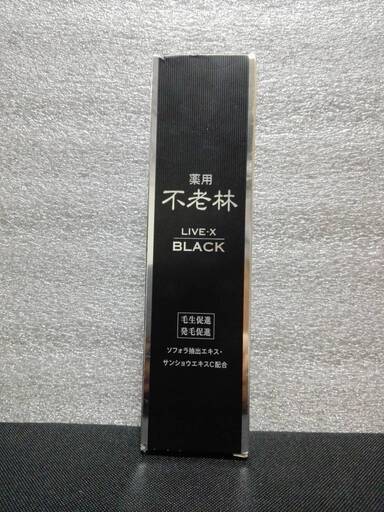 薬用
不老林
LIVE·X
BLACK
毛生促進
発毛促進
ソフォラ抽出エキス・
サンショウエキスC配合